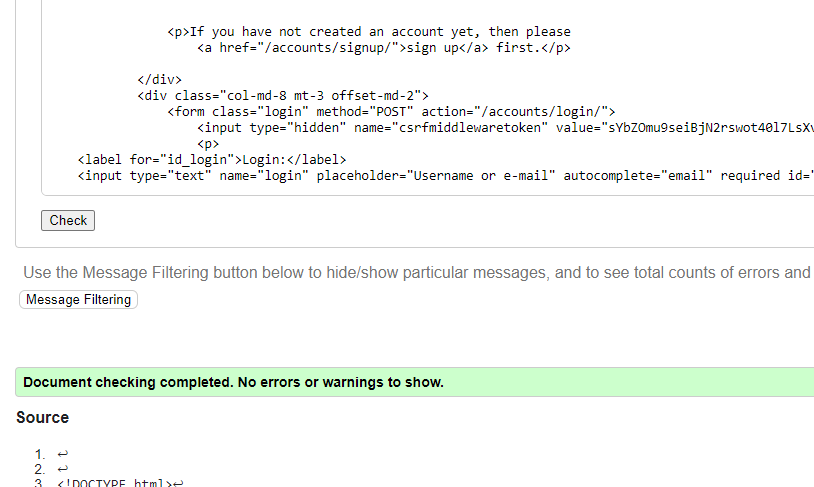 <p>If you have not created an account yet, then please
<a href="/accounts/signup/">sign up</a> first.</p>
</div>
<div class="col-md-8 mt-3 offset-md-2">
<form class="login" method="POST" action="/accounts/login/">
<input type="hidden" name="csrfmiddlewaretoken" value="sYbZOmu9seiBjN2rswot40l7LsXv
<p>
<label for="id_login">Login:</label>
<input type="text" name="login" placeholder="Username or e-mail" autocomplete="email" required id="
Check
Use the Message Filtering button below to hide/show particular messages, and to see total counts of errors and
Message Filtering
Document checking completed. No errors or warnings to show.
Source
1. ↩
2. ↩
3. <!DOCTYPE html>↩